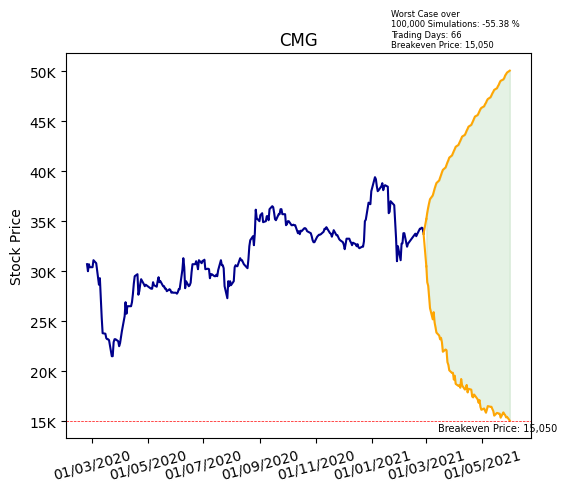 Worst Case over
100,000 Simulations: -55.38 %
Trading Days: 66
Breakeven Price: 15,050
CMG
Stock Price
50K
45K
40K
35K
30K
25K
20K
15K
Breakeven Price: 15,050
01/03/2020
01/05/2020
01/07/2020
01/09/2020
01/11/2020
01/01/2021
01/03/2021
01/05/2021